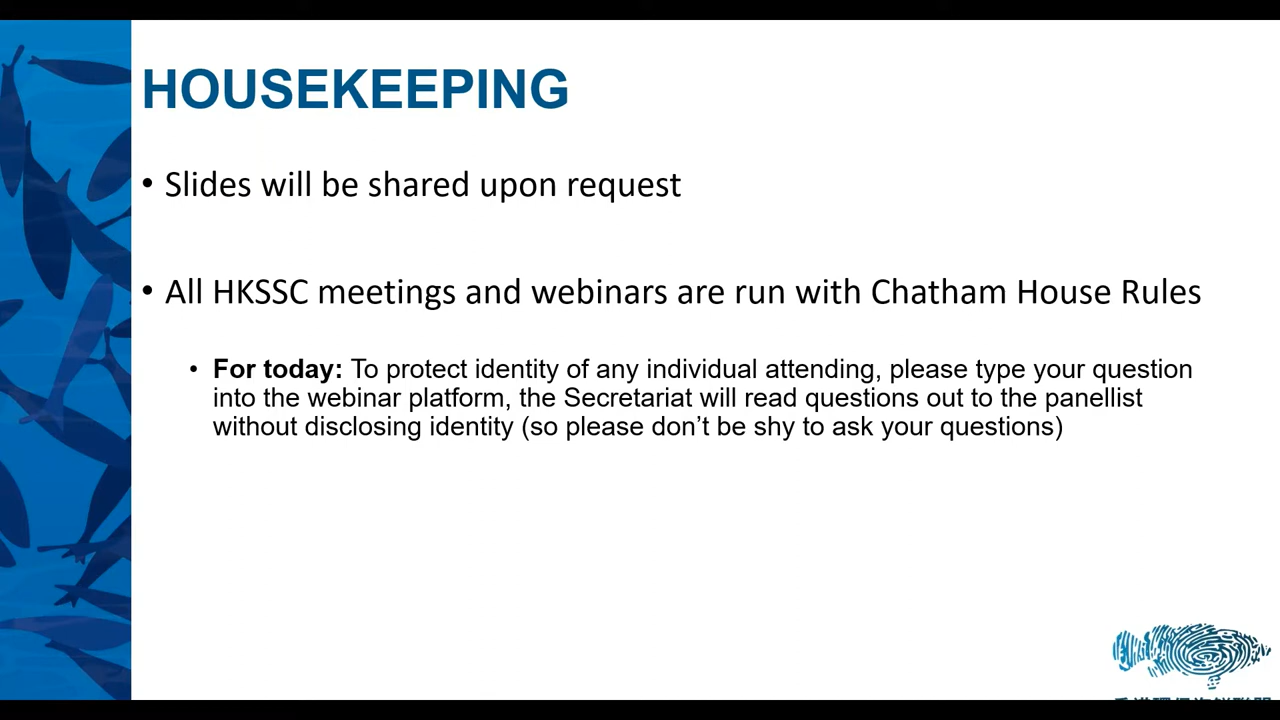 HOUSEKEEPING
• Slides will be shared upon request
• All HKSSC meetings and webinars are run with Chatham House Rules
• For today: To protect identity of any individual attending, please type your question
into the webinar platform, the Secretariat will read questions out to the panellist
without disclosing identity (so please don’t be shy to ask your questions)